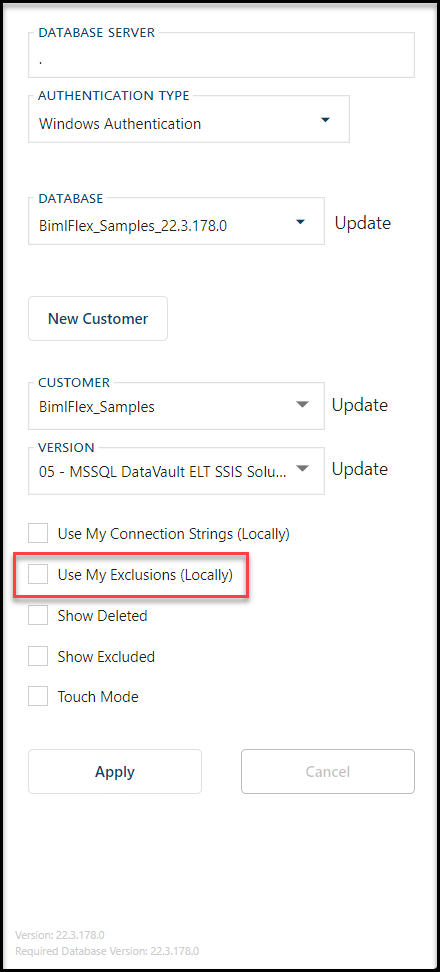 DATABASE SERVER
.
AUTHENTICATION TYPE
Windows Authentication
DATABASE
BimlFlex_Samples_22.3.178.0
Update
New Customer
CUSTOMER
BimlFlex_Samples
Update
VERSION
05 - MSSQL DataVault ELT SSIS Solu...
Update
Use My Connection Strings (Locally)
Use My Exclusions (Locally)
Show Deleted
Show Excluded
Touch Mode
Apply
Cancel
Version: 22.3.178.0
Required Database Version: 22.3.178.0